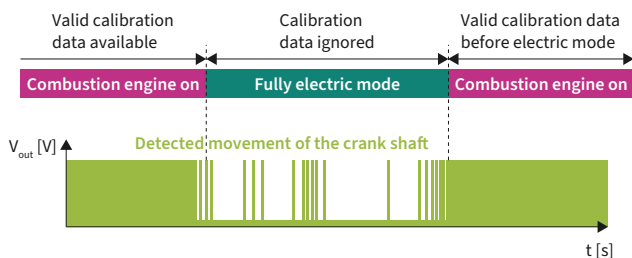 Valid calibration
data available
Calibration
data ignored
Valid calibration data
before electric mode
Combustion engine on
Fully electric mode
Combustion engine on
Detected movement of the crank shaft
Vout [V]
t [s]